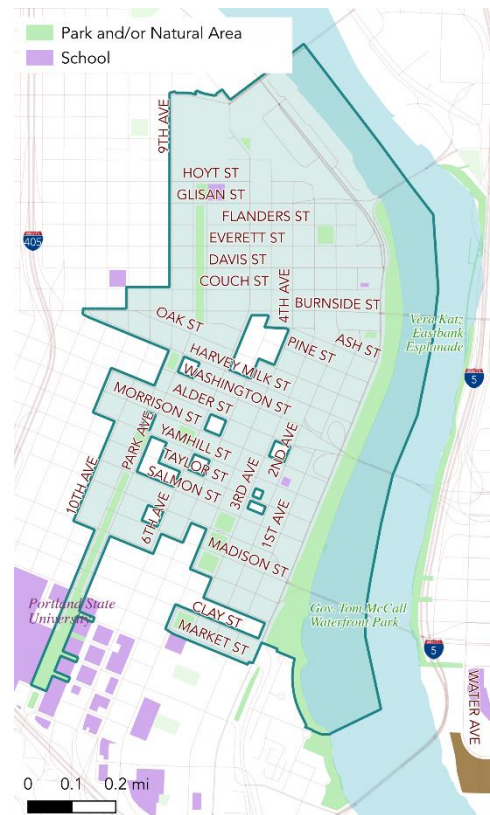 Park and/or Natural Area
School
9TH AVE
HOYT ST
GLISAN ST
FLANDERS ST
EVERETT ST
DAVIS ST
COUCH ST
4TH AVE
BURNSIDE ST
405
OAK ST
PINE ST
ASH ST
Vera Katz
Eastbank
Esplanade
HARVEY MILK ST
WASHINGTON ST
5
ALDER ST
MORRISON ST
PARK AVE
YAMHILL ST
TAYLOR ST
SALMON ST
2ND AVE
3RD AVE
10TH AVE
6TH AVE
1ST AVE
MADISON ST
Portland State
University
CLAY ST
MARKET ST
Gov. Tom McCall
Waterfront Park
5
WATER AVE
0 0.1 0.2 mi